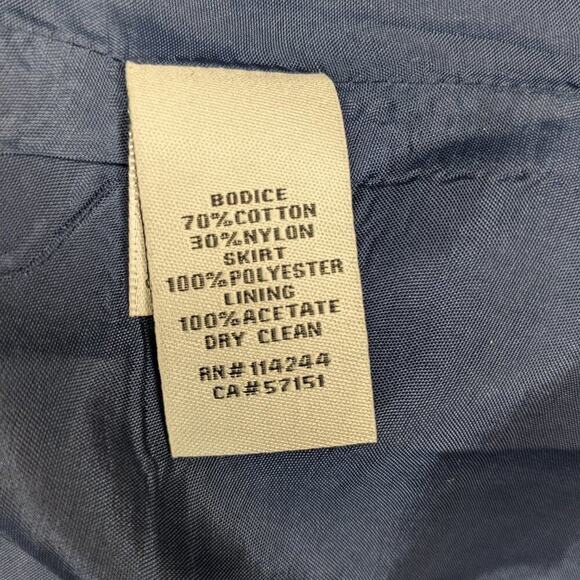 BODICE
70%COTTON
30%NYLON
SKIRT
100%POLYESTER
LINING
100%ACETATE
DRY CLEAN
RN#114244
CA#57151